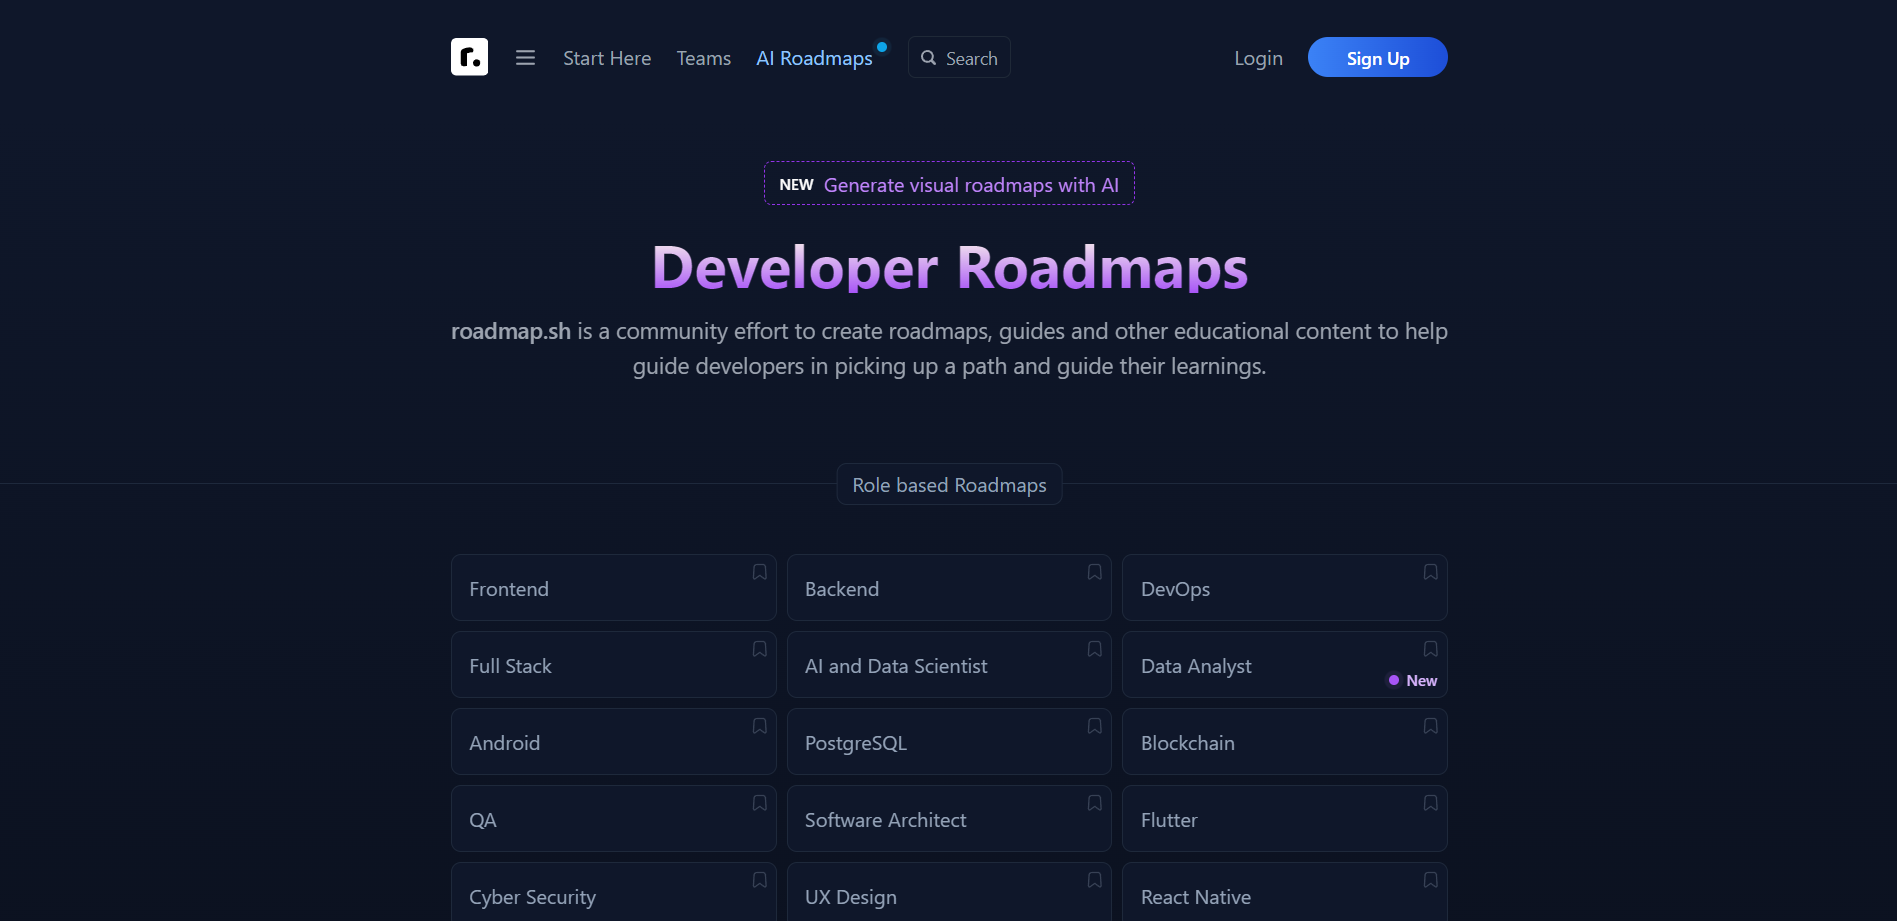 r.
Start Here
Teams
AI Roadmaps
Search
Login
Sign Up
NEW Generate visual roadmaps with AI
Developer Roadmaps
roadmap.sh is a community effort to create roadmaps, guides and other educational content to help
guide developers in picking up a path and guide their learnings.
Role based Roadmaps
Frontend
Backend
DevOps
Full Stack
AI and Data Scientist
Data Analyst
New
Android
PostgreSQL
Blockchain
QA
Software Architect
Flutter
Cyber Security
UX Design
React Native